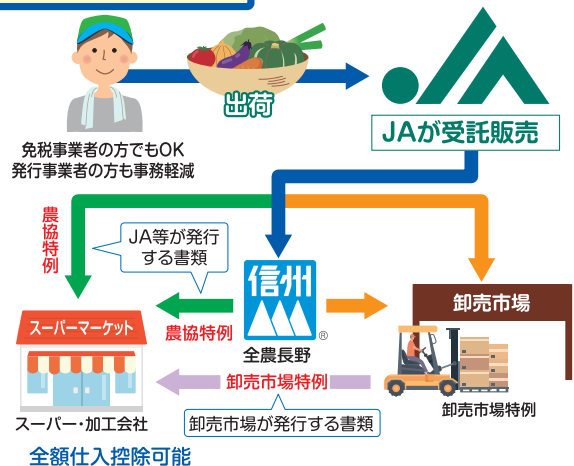 出荷
JA
JAが受託販売
免税事業者の方でもOK
発行事業者の方も事務軽減
農協特例
JA等が発行
する書類
信州
®
農協特例
全農長野
卸売市場
スーパーマーケット
卸売市場特例
卸売市場特例
スーパー・加工会社
卸売市場が発行する書類
全額仕入控除可能